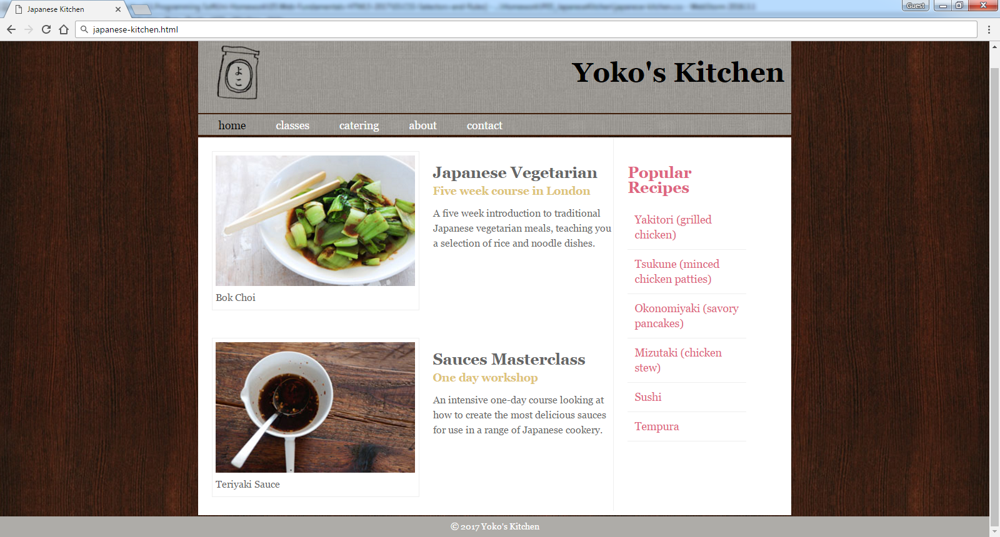 Japanese Kitchen
Guest
japanese-kitchen.html
よ
こ
Yoko's Kitchen
home classes catering about contact
Japanese Vegetarian
Five week course in London
A five week introduction to traditional
Japanese vegetarian meals, teaching you
a selection of rice and noodle dishes.
Bok Choi
Sauces Masterclass
One day workshop
An intensive one-day course looking at
how to create the most delicious sauces
for use in a range of Japanese cookery.
Teriyaki Sauce
Popular
Recipes
Yakitori (grilled
chicken)
Tsukune (minced
chicken patties)
Okonomiyaki (savory
pancakes)
Mizutaki (chicken
stew)
Sushi
Tempura
© 2017 Yoko's Kitchen